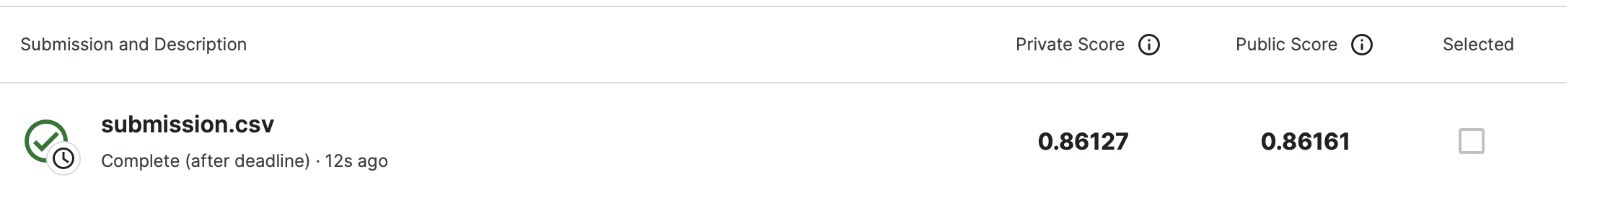 Submission and Description Private Score Public Score Selected
submission.csv
Complete (after deadline) · 12s ago
0.86127 0.86161